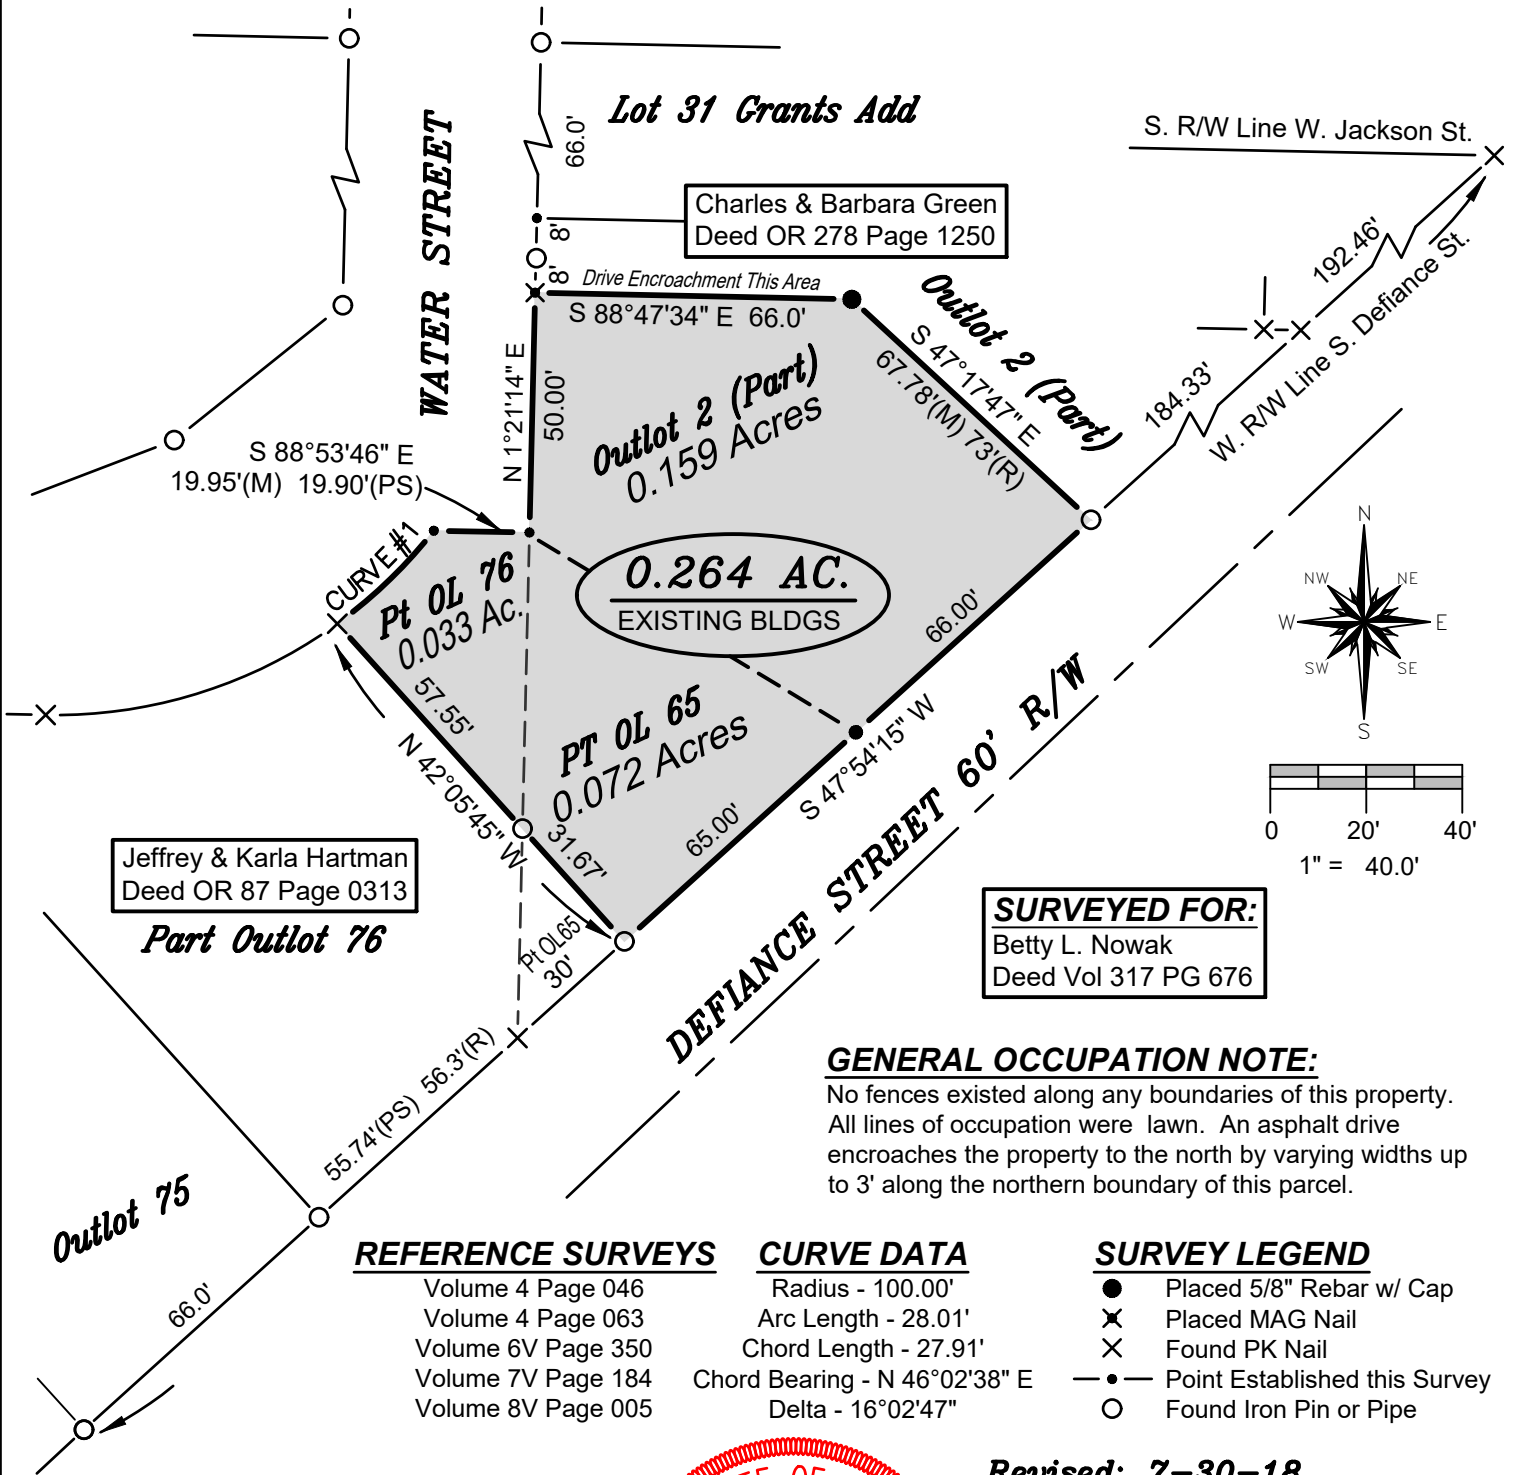 Lot 31 Grants Add
S. R/W Line W. Jackson St.
WATER STREET
66.0'
Charles & Barbara Green
Deed OR 278 Page 1250
8'
8'
Drive Encroachment This Area
S 88°47'34" E  66.0'
192.46'
W. R/W Line S. Defiance St.
184.33'
Outlot 2 (Part)
S 47°17'47" E
67.78'(M) 73'(R)
N 1°21'14" E
50.00'
Outlot 2 (Part)
0.159 Acres
S 88°53'46" E
19.95'(M)  19.90'(PS)
CURVE #1
Pt OL 76
0.033 Ac.
0.264 AC.
EXISTING BLDGS
66.00'
N
NW
NE
W
E
SW
SE
S
57.55'
N 42°05'45" W
PT OL 65
0.072 Acres
S 47°54'15" W
65.00'
31.67'
DEFIANCE STREET 60' R/W
0
20'
40'
1" =   40.0'
Jeffrey & Karla Hartman
Deed OR 87 Page 0313
Part Outlot 76
Pt OL65
30'
SURVEYED FOR:
Betty L. Nowak
Deed Vol 317 PG 676
55.74'(PS)  56.3'(R)
GENERAL OCCUPATION NOTE:
No fences existed along any boundaries of this property.
All lines of occupation were  lawn.  An asphalt drive
encroaches the property to the north by varying widths up
to 3' along the northern boundary of this parcel.
Outlot 75
66.0'
REFERENCE SURVEYS
Volume 4 Page 046
Volume 4 Page 063
Volume 6V Page 350
Volume 7V Page 184
Volume 8V Page 005
CURVE DATA
Radius - 100.00'
Arc Length - 28.01'
Chord Length - 27.91'
Chord Bearing - N 46°02'38" E
Delta - 16°02'47"
SURVEY LEGEND
Placed 5/8" Rebar w/ Cap
Placed MAG Nail
Found PK Nail
Point Established this Survey
Found Iron Pin or Pipe
Revised: 7-30-18